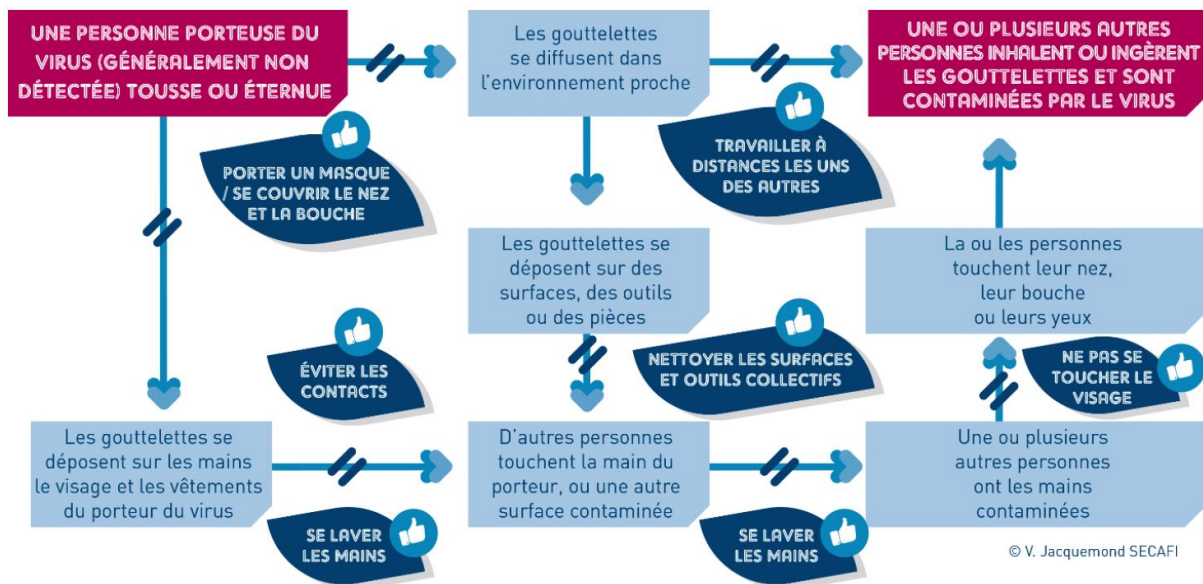 UNE PERSONNE PORTEUSE DU
VIRUS (GÉNÉRALEMENT NON
DÉTECTÉE) TOUSSE OU ÉTERNUE
Les gouttelettes
se diffusent dans
l'environnement proche
UNE OU PLUSIEURS AUTRES
PERSONNES INHALENT OU INGÈRENT
LES GOUTTELETTES ET SONT
CONTAMINÉES PAR LE VIRUS
PORTER UN MASQUE
/ SE COUVRIR LE NEZ
ET LA BOUCHE
TRAVAILLER À
DISTANCES LES UNS
DES AUTRES
Les gouttelettes se
déposent sur des
surfaces, des outils
ou des pièces
La ou les personnes
touchent leur nez,
leur bouche
ou leurs yeux
ÉVITER LES
CONTACTS
NETTOYER LES SURFACES
ET OUTILS COLLECTIFS
NE PAS SE
TOUCHER LE
VISAGE
Les gouttelettes se
déposent sur les mains
le visage et les vêtements
du porteur du virus
D'autres personnes
touchent la main du
porteur, ou une autre
surface contaminée
Une ou plusieurs
autres personnes
ont les mains
contaminées
SE LAVER
LES MAINS
SE LAVER
LES MAINS
© V. Jacquemond SECAFI